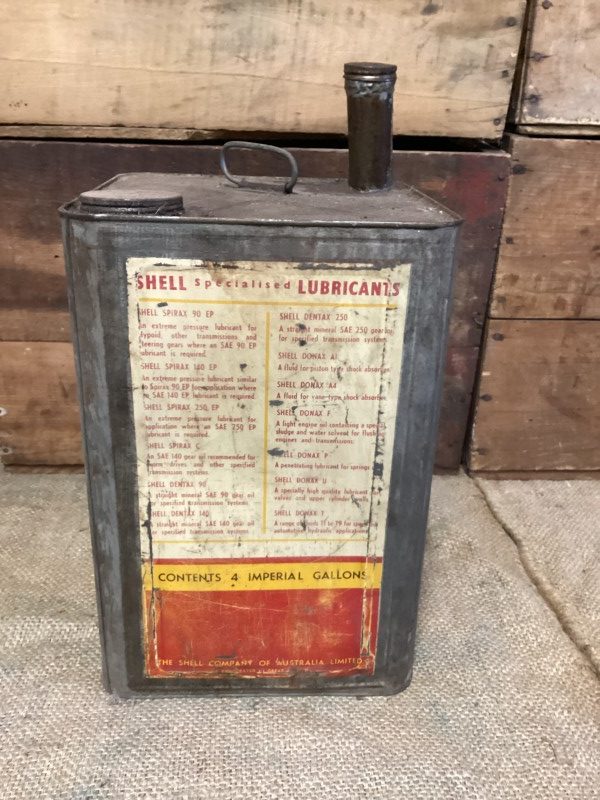 SHELL Specialised LUBRICANTS
SHELL SPIRAX 90 EP
An extreme pressure lubricant for
hypoid, other transmissions and
steering gears where an SAE 90 EP
lubricant is required.
SHELL SPIRAX 140 EP
An extreme pressure lubricant similar
to Spirax 90 EP for application where
an SAE 140 EP lubricant is required.
SHELL SPIRAX 250 EP
An extreme pressure lubricant for
application where an SAE 250 EP
lubricant is required.
SHELL SPIRAX C
An SAE 140 gear oil recommended for
worm drives and other specified
transmission systems.
SHELL DENTAX 90
A straight mineral SAE 90 gear oil
for specified transmission systems.
SHELL DENTAX 140
A straight mineral SAE 140 gear oil
for specified transmission systems.
SHELL DENTAX 250
A straight mineral SAE 250 gear
for specified transmission systems
SHELL DONAX A1
A fluid for piston type shock absorbers
SHELL DONAX A4
A fluid for vane-type shock absorbers
SHELL DONAX F
A light engine oil containing a special
sludge and water solvent for flushing
engines and transmissions
SHELL DONAX P
A penetrating lubricant for springs
SHELL DONAX U
A specially high quality lubricant for
valves and upper cylinder walls
SHELL DONAX T
A range of fluids
automotive hydraulic applications
CONTENTS 4 IMPERIAL GALLONS
THE SHELL COMPANY OF AUSTRALIA LIMITED